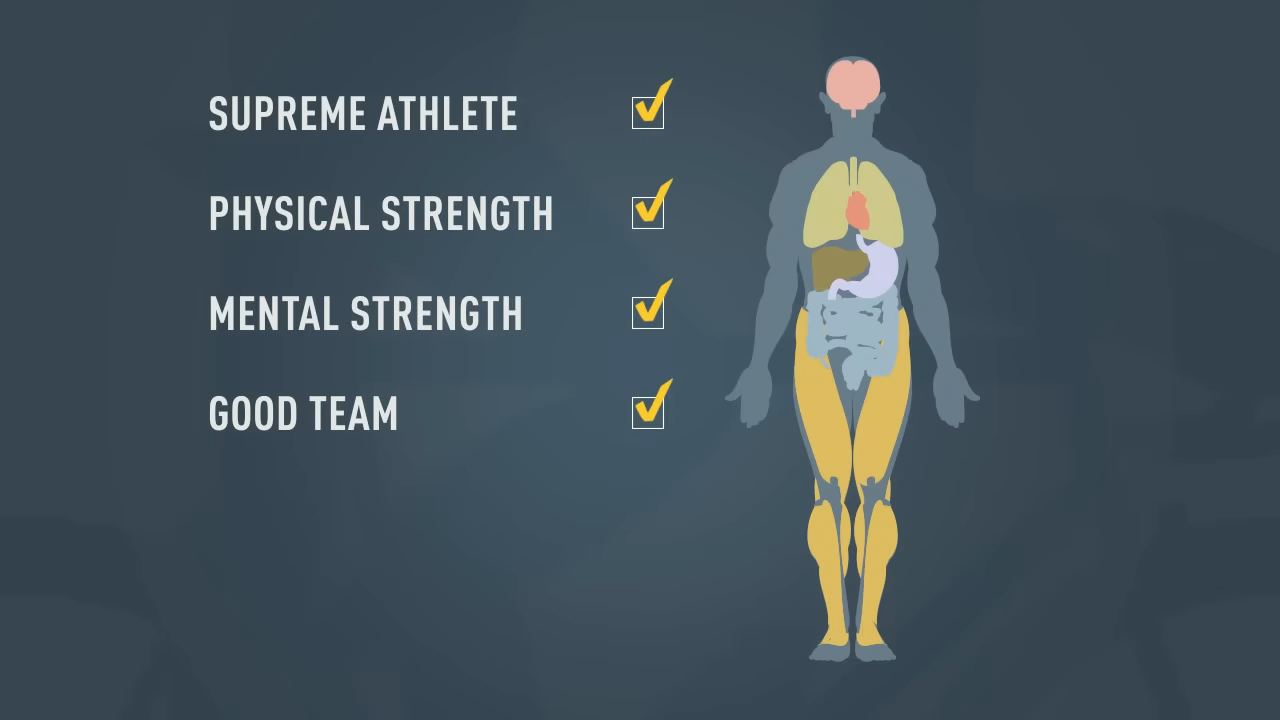 SUPREME ATHLETE
PHYSICAL STRENGTH
MENTAL STRENGTH
GOOD TEAM